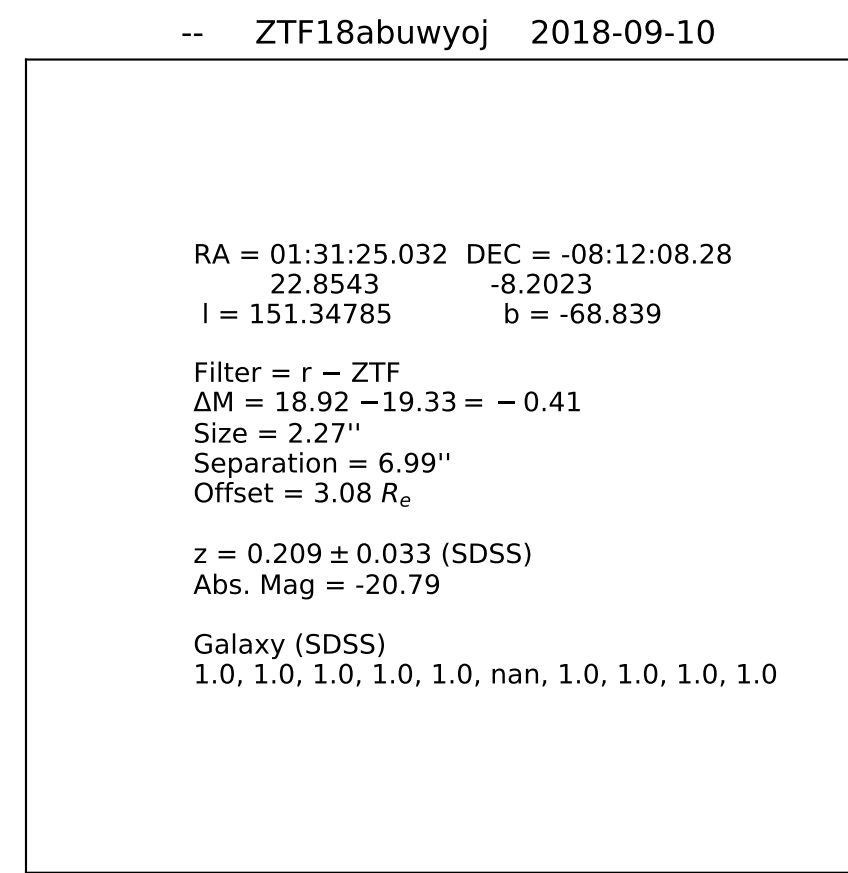 -- ZTF18abuwyoj 2018-09-10
RA = 01:31:25.032 DEC = -08:12:08.28
22.8543 -8.2023
l = 151.34785 b = -68.839
Filter = r − ZTF
ΔM = 18.92 −19.33 = − 0.41
Size = 2.27''
Separation = 6.99''
Offset = 3.08 Re
z = 0.209 ± 0.033 (SDSS)
Abs. Mag = -20.79
Galaxy (SDSS)
1.0, 1.0, 1.0, 1.0, 1.0, nan, 1.0, 1.0, 1.0, 1.0